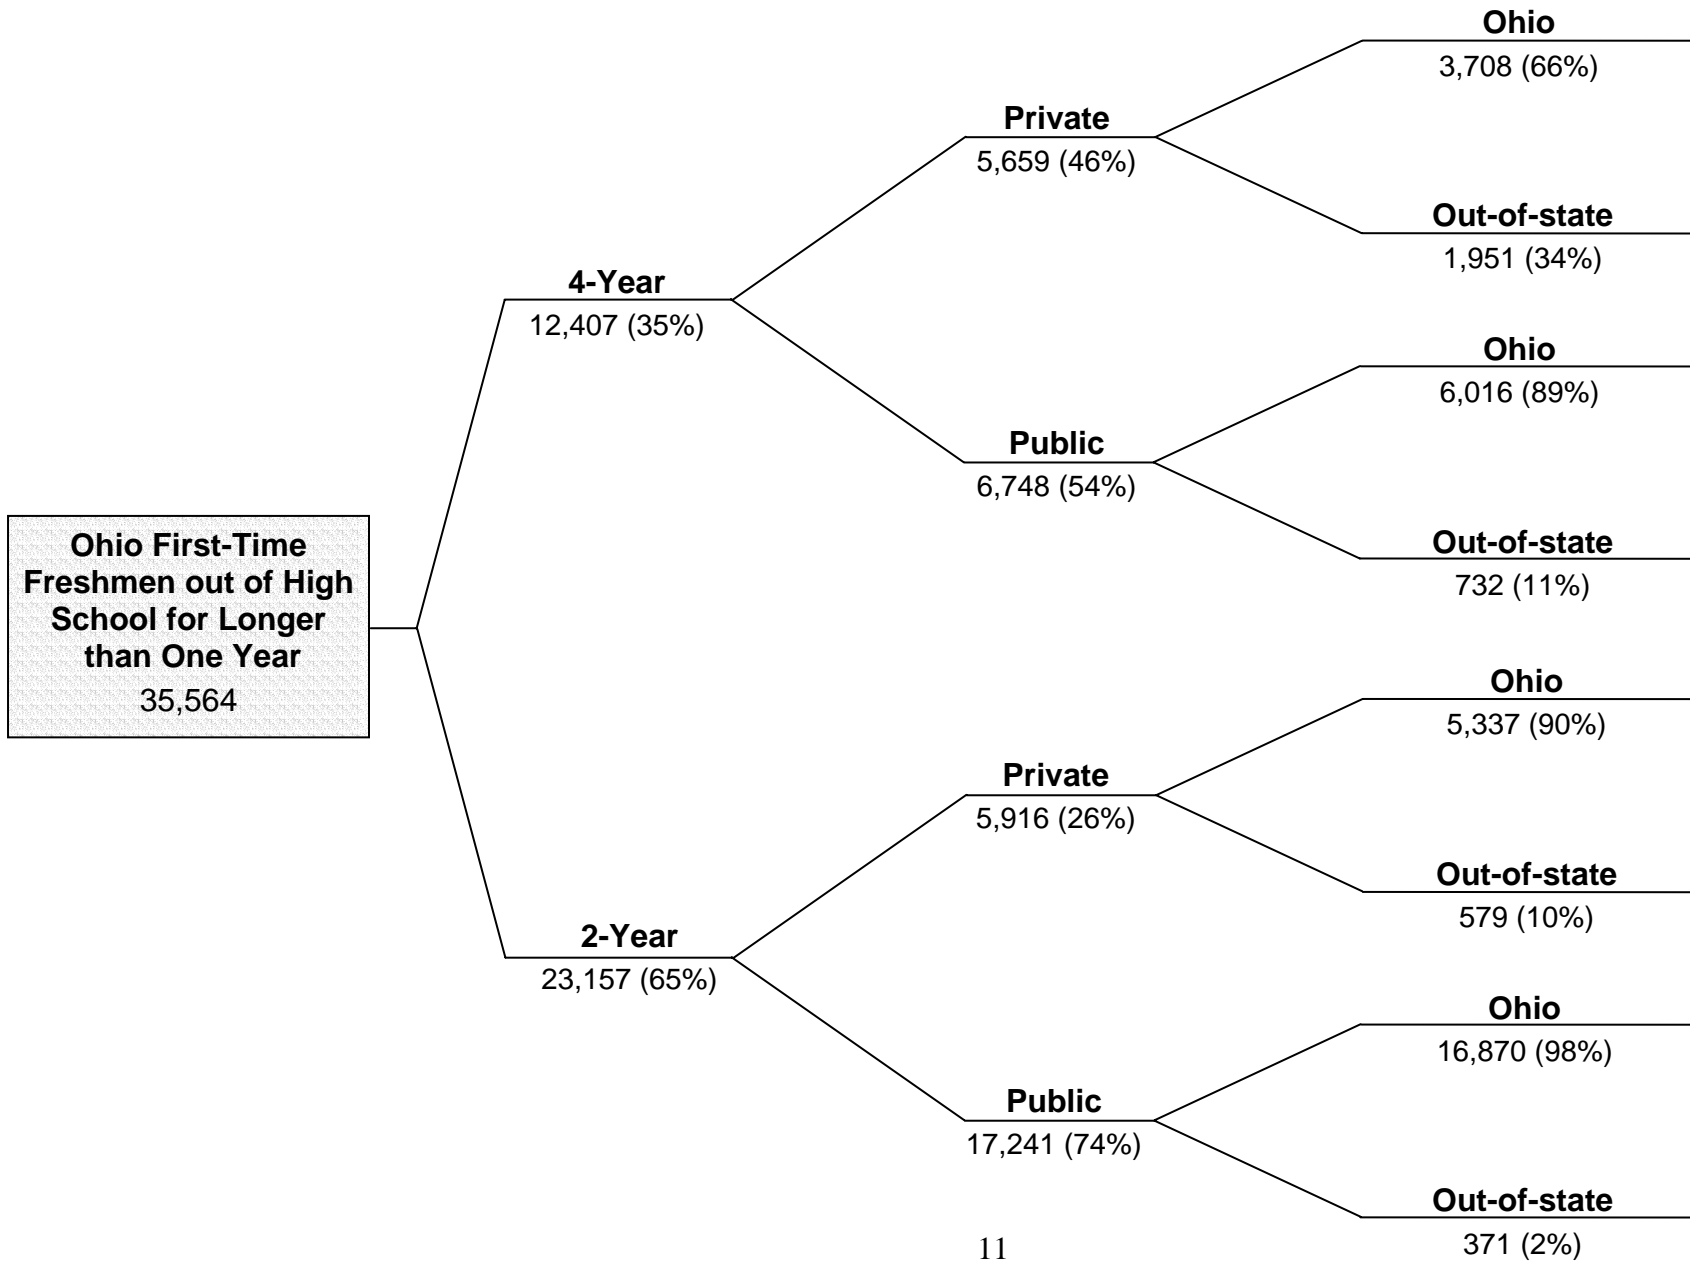 Ohio First-Time
Freshmen out of High
School for Longer
than One Year
35,564
4-Year
12,407 (35%)
Private
5,659 (46%)
Ohio
3,708 (66%)
Out-of-state
1,951 (34%)
Public
6,748 (54%)
Ohio
6,016 (89%)
Out-of-state
732 (11%)
2-Year
23,157 (65%)
Private
5,916 (26%)
Ohio
5,337 (90%)
Out-of-state
579 (10%)
Public
17,241 (74%)
Ohio
16,870 (98%)
Out-of-state
371 (2%)
11